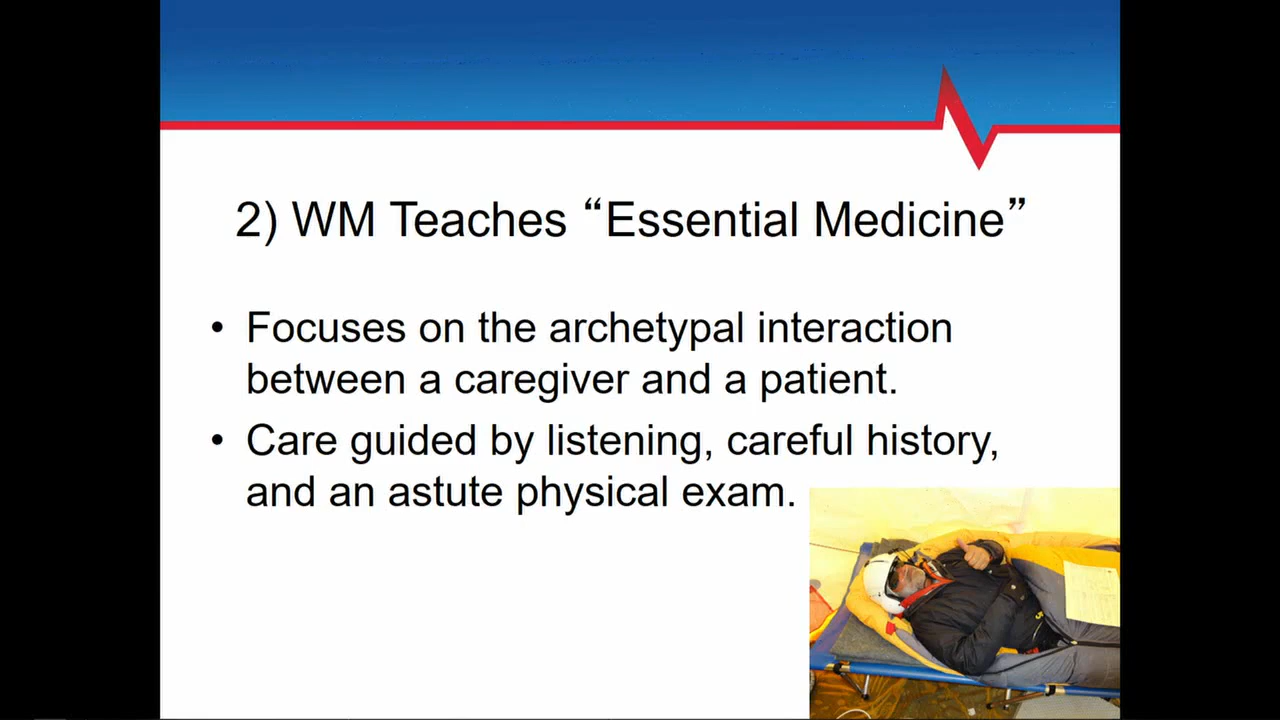 2) WM Teaches “Essential Medicine”
• Focuses on the archetypal interaction
between a caregiver and a patient.
• Care guided by listening, careful history,
and an astute physical exam.